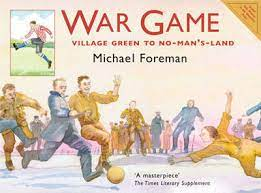 WAR GAME
VILLAGE GREEN TO NO-MAN'S-LAND
Michael Foreman
'A masterpiece'
The Times Literary Supplement